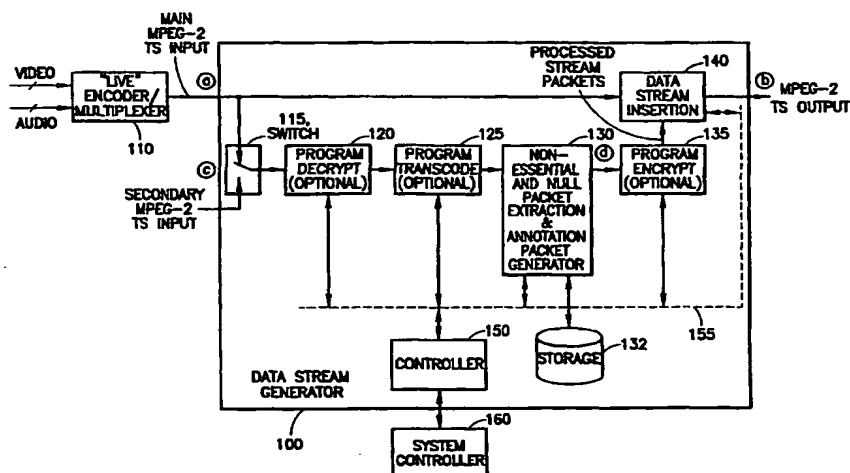 MAIN
MPEG-2
TS INPUT
VIDEO
AUDIO
"LIVE"
ENCODER/
MULTIPLEXER
110
a
PROCESSED
STREAM
PACKETS
140
DATA
STREAM
INSERTION
b
MPEG-2
TS OUTPUT
115,
SWITCH
c
SECONDARY
MPEG-2
TS INPUT
120
PROGRAM
DECRYPT
(OPTIONAL)
125
PROGRAM
TRANSCODE
(OPTIONAL)
130
NON-
ESSENTIAL
AND NULL
PACKET
EXTRACTION
&
ANNOTATION
PACKET
GENERATOR
d
135
PROGRAM
ENCRYPT
(OPTIONAL)
155
150
CONTROLLER
STORAGE
132
DATA STREAM
GENERATOR
100
160
SYSTEM
CONTROLLER